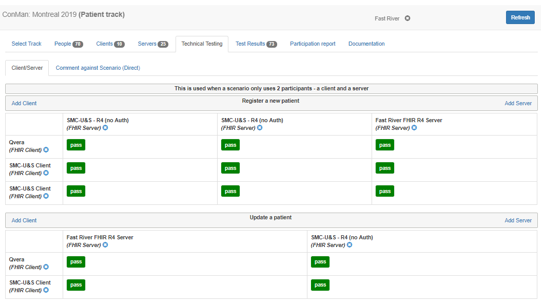 ConMan: Montreal 2019 (Patient track)
Fast River
Refresh
Select Track People 78 Clients 19 Servers 25 Technical Testing Test Results 73 Participation report Documentation
Client/Server Comment against Scenario (Direct)
This is used when a scenario only uses 2 participants - a client and a server
Add Client Register a new patient Add Server
SMC-U&S - R4 (no Auth) SMC-U&S - R4 (no Auth) Fast River FHIR R4 Server
(FHIR Server) (FHIR Server) (FHIR Server)
Qvera pass pass pass
(FHIR Client)
SMC-U&S Client pass pass pass
(FHIR Client)
SMC-U&S Client pass pass pass
(FHIR Client)
Add Client Update a patient Add Server
Fast River FHIR R4 Server SMC-U&S - R4 (no Auth)
(FHIR Server) (FHIR Server)
Qvera pass pass
(FHIR Client)
SMC-U&S Client pass pass
(FHIR Client)